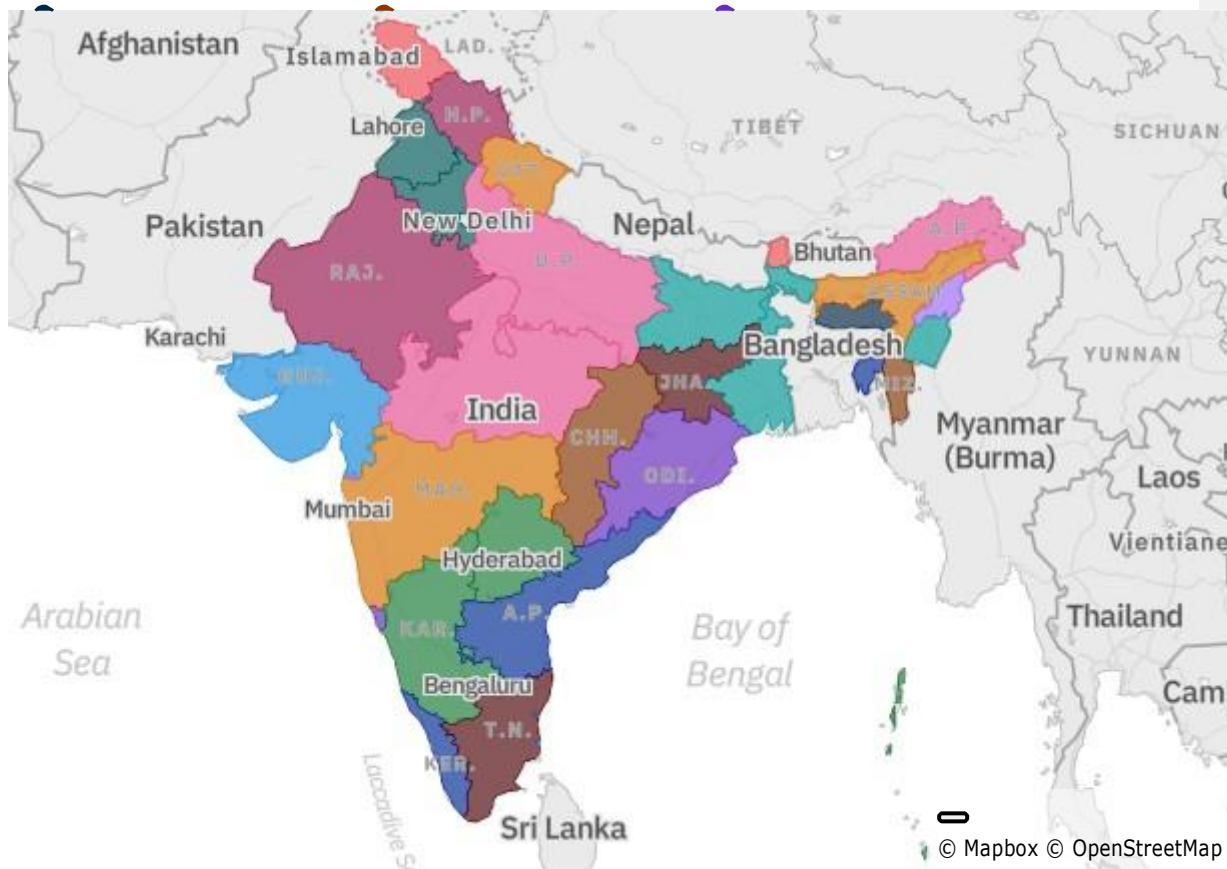 Afghanistan
Islamabad
LAD.
H.P.
Lahore
TIBET
SICHUAN
New Delhi
Pakistan
Nepal
A.P.
Bhutan
RAJ.
U.P.
ASSAM
Karachi
Bangladesh
YUNNAN
GUJ.
JHA.
MIZ.
India
CHH.
Myanmar
(Burma)
Laos
ODI.
MAH.
Mumbai
Hyderabad
Vientiane
Arabian
Sea
KAR.
A.P.
Bay of
Bengal
Thailand
Bengaluru
Cam
T.N.
KER.
Laccadive S
Sri Lanka
© Mapbox © OpenStreetMap